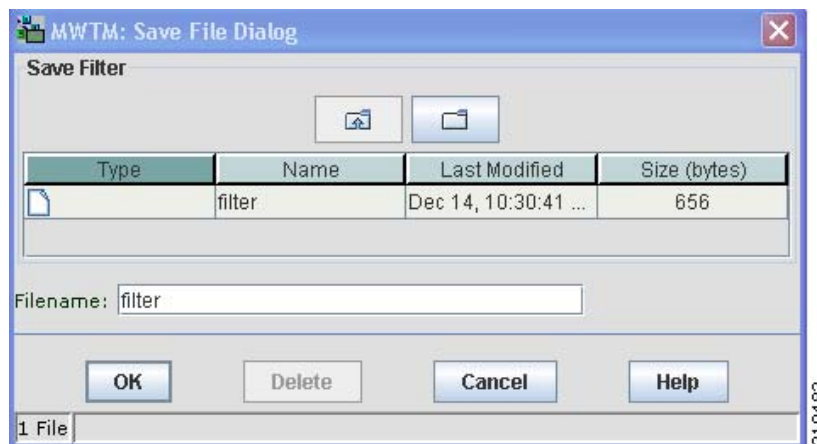 MWTM: Save File Dialog
Save Filter
Type Name Last Modified Size (bytes)
filter Dec 14, 10:30:41 ... 656
Filename: filter
OK Delete Cancel Help
1 File